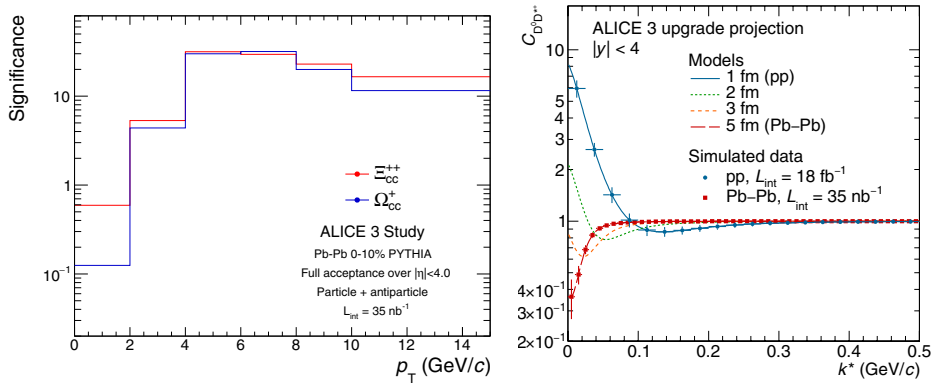 Significance
10
1
10⁻¹
Ξ⁺⁺cc
Ω⁺cc
ALICE 3 Study
Pb-Pb 0-10% PYTHIA
Full acceptance over |η|<4.0
Particle + antiparticle
L_int = 35 nb⁻¹
0 2 4 6 8 10 12 14
p_T (GeV/c)
C_D⁰D*⁺
ALICE 3 upgrade projection
|y| < 4
Models
1 fm (pp)
2 fm
3 fm
5 fm (Pb–Pb)
Simulated data
pp, L_int = 18 fb⁻¹
Pb–Pb, L_int = 35 nb⁻¹
10
5
4
3
2
1
4×10⁻¹
3×10⁻¹
2×10⁻¹
0 0.1 0.2 0.3 0.4 0.5
k* (GeV/c)